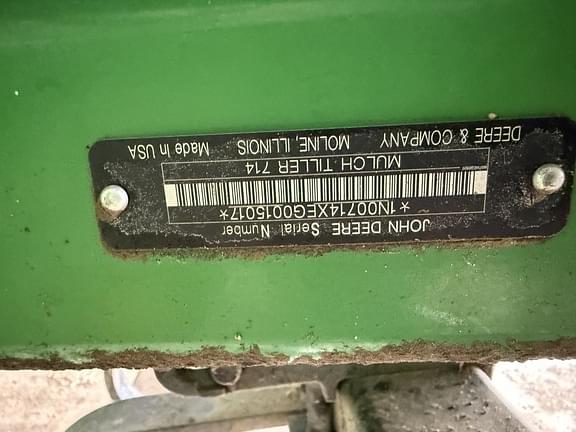 JOHN DEERE Serial Number
*1N00714XEG0015017*
MULCH TILLER 714
DEERE & COMPANY MOLINE, ILLINOIS Made in USA